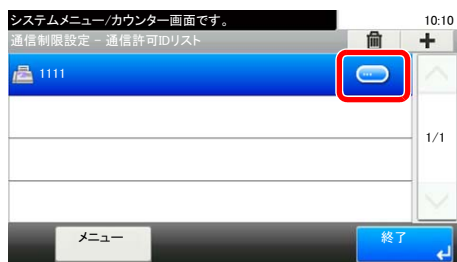 システムメニュー/カウンター画面です。
10:10
通信制限設定 - 通信許可IDリスト
1111
1/1
メニュー
終了